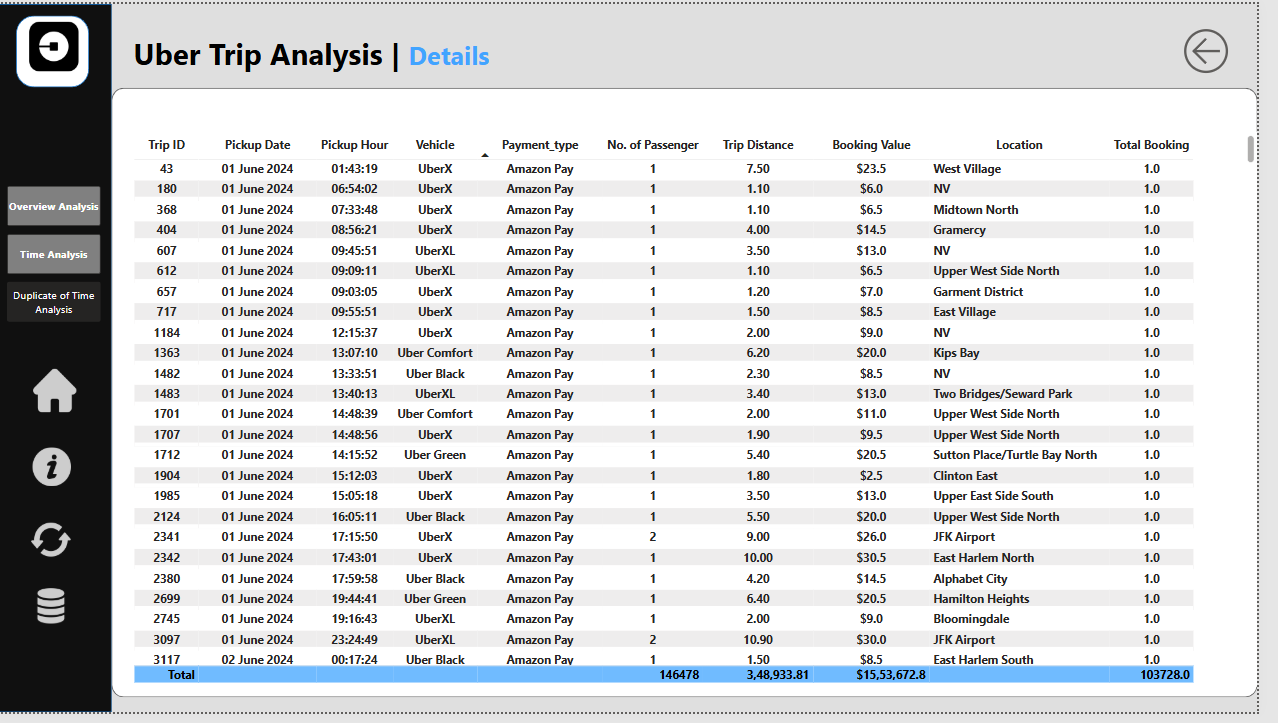 Uber Trip Analysis | Details
Overview Analysis
Time Analysis
Duplicate of Time
Analysis
Trip ID Pickup Date Pickup Hour Vehicle Payment_type No. of Passenger Trip Distance Booking Value Location Total Booking
43 01 June 2024 01:43:19 UberX Amazon Pay 1 7.50 $23.5 West Village 1.0
180 01 June 2024 06:54:02 UberX Amazon Pay 1 1.10 $6.0 NV 1.0
368 01 June 2024 07:33:48 UberX Amazon Pay 1 1.10 $6.5 Midtown North 1.0
404 01 June 2024 08:56:21 UberX Amazon Pay 1 4.00 $14.5 Gramercy 1.0
607 01 June 2024 09:45:51 UberXL Amazon Pay 1 3.50 $13.0 NV 1.0
612 01 June 2024 09:09:11 UberXL Amazon Pay 1 1.10 $6.5 Upper West Side North 1.0
657 01 June 2024 09:03:05 UberX Amazon Pay 1 1.20 $7.0 Garment District 1.0
717 01 June 2024 09:55:51 UberX Amazon Pay 1 1.50 $8.5 East Village 1.0
1184 01 June 2024 12:15:37 UberX Amazon Pay 1 2.00 $9.0 NV 1.0
1363 01 June 2024 13:07:10 Uber Comfort Amazon Pay 1 6.20 $20.0 Kips Bay 1.0
1482 01 June 2024 13:33:51 Uber Black Amazon Pay 1 2.30 $8.5 NV 1.0
1483 01 June 2024 13:40:13 UberXL Amazon Pay 1 3.40 $13.0 Two Bridges/Seward Park 1.0
1701 01 June 2024 14:48:39 Uber Comfort Amazon Pay 1 2.00 $11.0 Upper West Side North 1.0
1707 01 June 2024 14:48:56 UberX Amazon Pay 1 1.90 $9.5 Upper West Side North 1.0
1712 01 June 2024 14:15:52 Uber Green Amazon Pay 1 5.40 $20.5 Sutton Place/Turtle Bay North 1.0
1904 01 June 2024 15:12:03 UberX Amazon Pay 1 1.80 $2.5 Clinton East 1.0
1985 01 June 2024 15:05:18 UberX Amazon Pay 1 3.50 $13.0 Upper East Side South 1.0
2124 01 June 2024 16:05:11 Uber Black Amazon Pay 1 5.50 $20.0 Upper West Side North 1.0
2341 01 June 2024 17:15:50 UberX Amazon Pay 2 9.00 $26.0 JFK Airport 1.0
2342 01 June 2024 17:43:01 UberX Amazon Pay 1 10.00 $30.5 East Harlem North 1.0
2380 01 June 2024 17:59:58 Uber Black Amazon Pay 1 4.20 $14.5 Alphabet City 1.0
2699 01 June 2024 19:44:41 Uber Green Amazon Pay 1 6.40 $20.5 Hamilton Heights 1.0
2745 01 June 2024 19:16:43 UberXL Amazon Pay 1 2.00 $9.0 Bloomingdale 1.0
3097 01 June 2024 23:24:49 UberXL Amazon Pay 2 10.90 $30.0 JFK Airport 1.0
3117 02 June 2024 00:17:24 Uber Black Amazon Pay 1 1.50 $8.5 East Harlem South 1.0
Total 146478 3,48,933.81 $15,53,672.8 103728.0